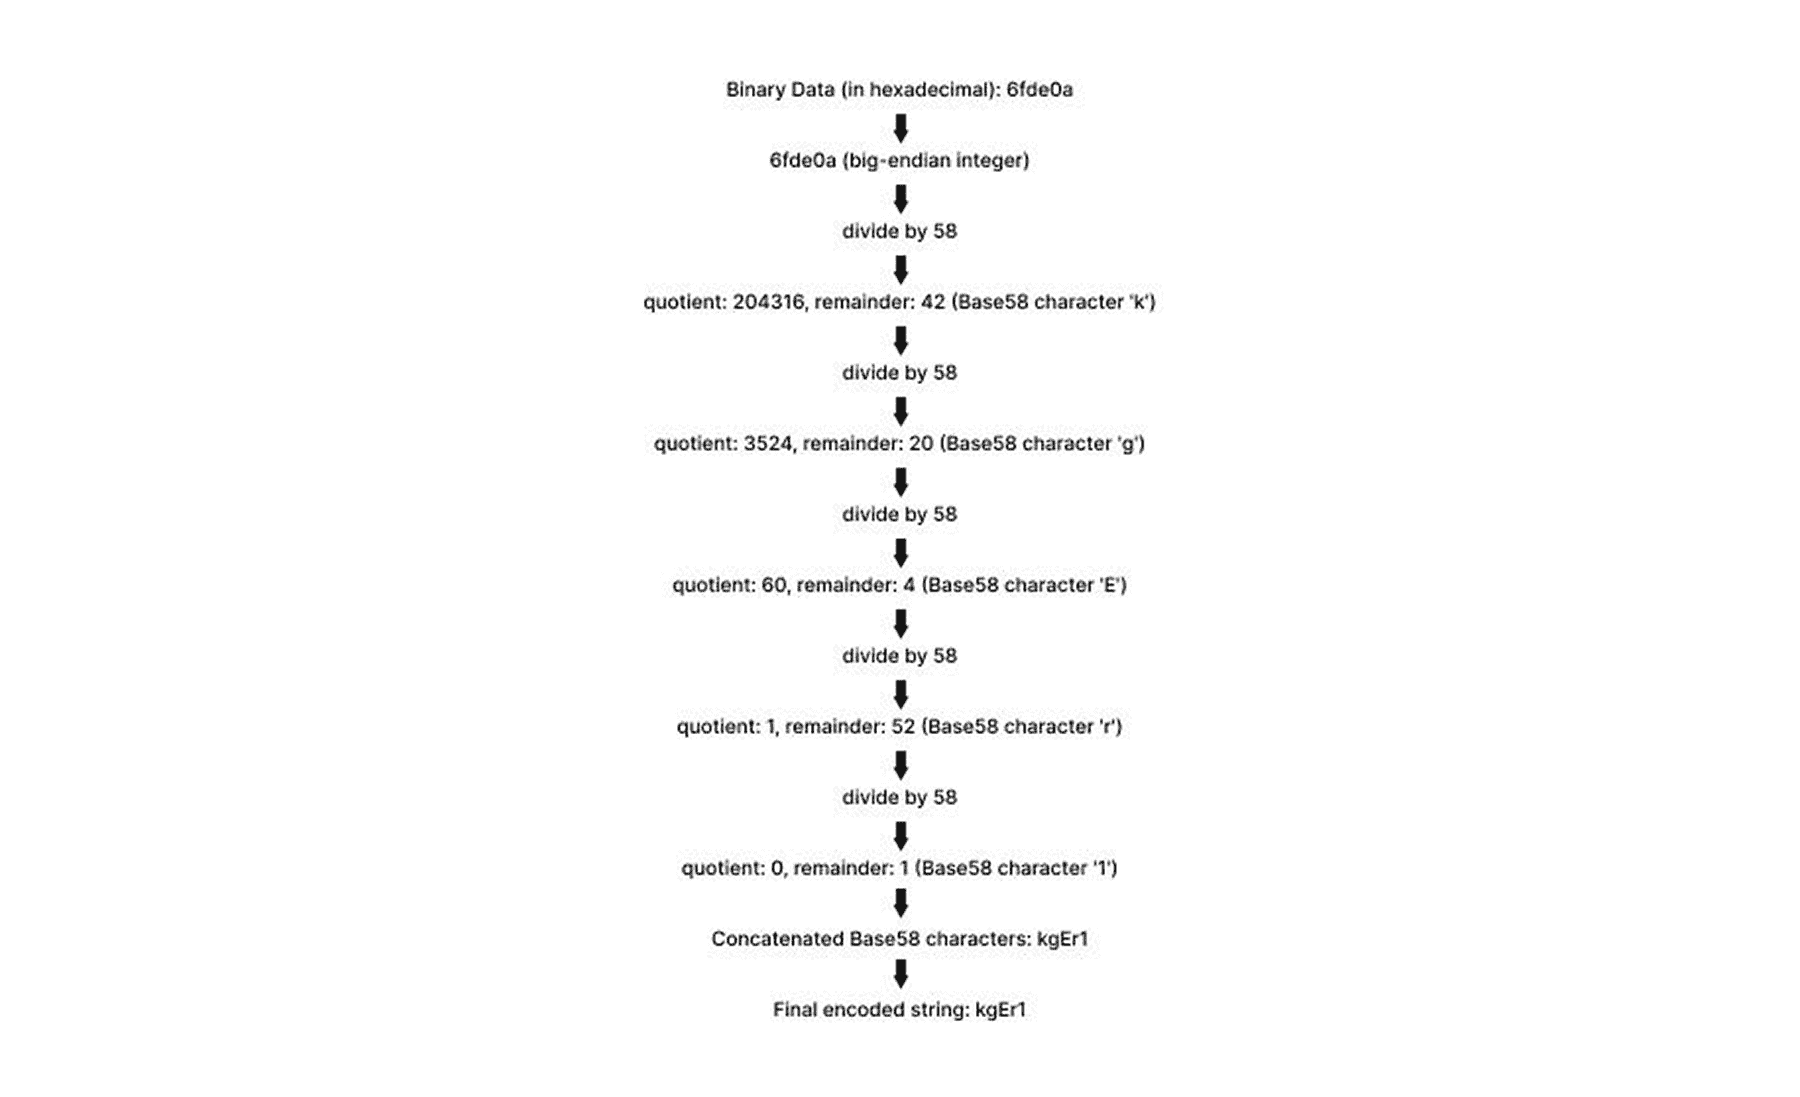 Binary Data (in hexadecimal): 6fde0a
6fde0a (big-endian integer)
divide by 58
quotient: 204316, remainder: 42 (Base58 character 'k')
divide by 58
quotient: 3524, remainder: 20 (Base58 character 'g')
divide by 58
quotient: 60, remainder: 4 (Base58 character 'E')
divide by 58
quotient: 1, remainder: 52 (Base58 character 'r')
divide by 58
quotient: 0, remainder: 1 (Base58 character '1')
Concatenated Base58 characters: kgEr1
Final encoded string: kgEr1